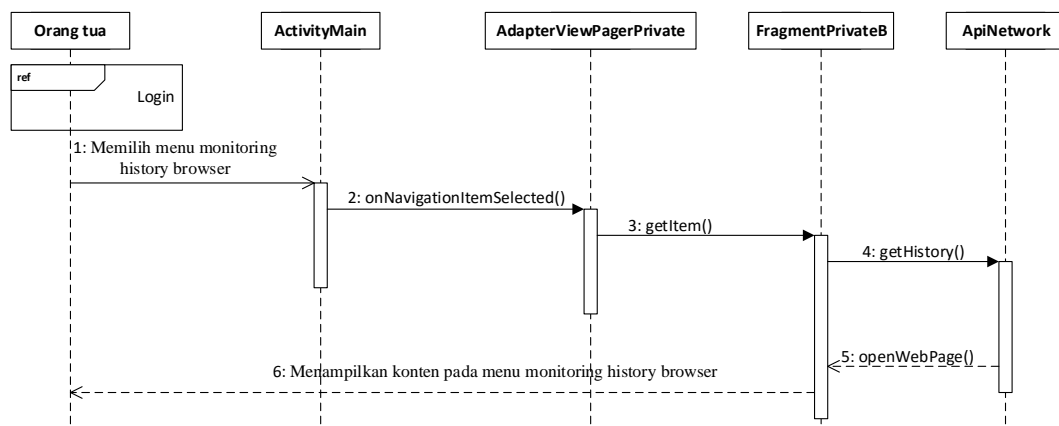 Orang tua
ActivityMain
AdapterViewPagerPrivate
FragmentPrivateB
ApiNetwork
ref
Login
1: Memilih menu monitoring
history browser
2: onNavigationItemSelected()
3: getItem()
4: getHistory()
5: openWebPage()
6: Menampilkan konten pada menu monitoring history browser